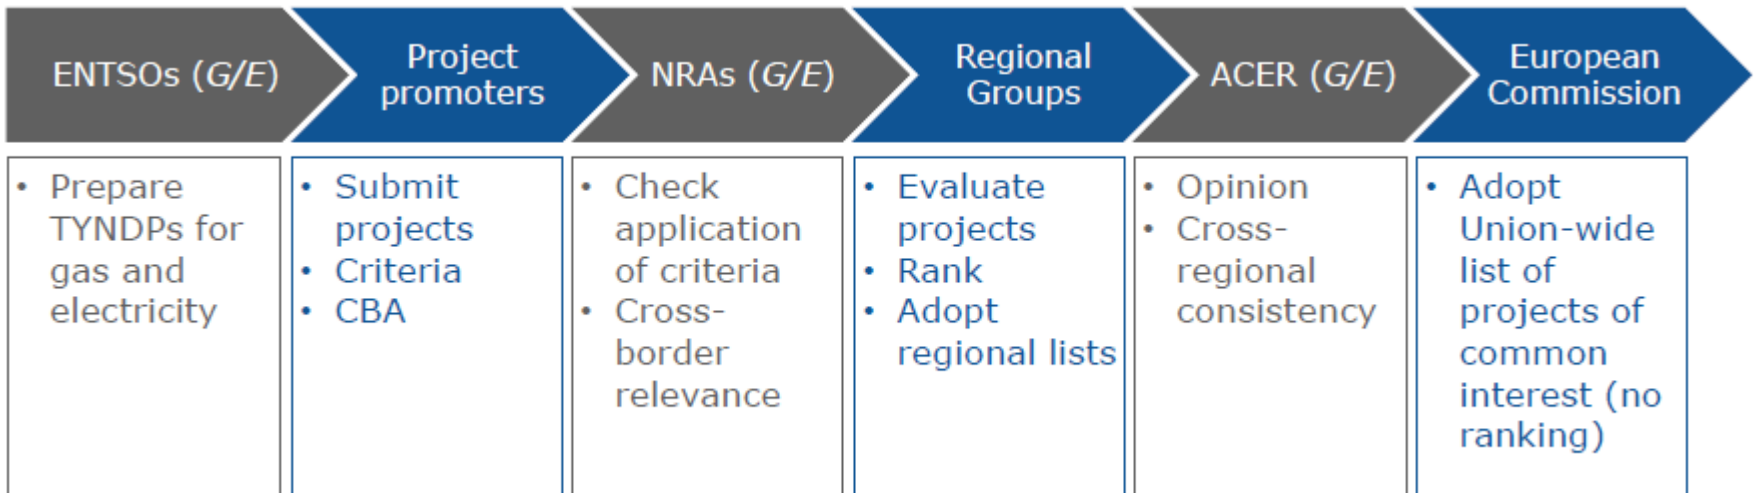 ENTSOs (G/E)
Project
promoters
NRAs (G/E)
Regional
Groups
ACER (G/E)
European
Commission
• Prepare
TYNDPs for
gas and
electricity
• Submit
projects
• Criteria
• CBA
• Check
application
of criteria
• Cross-
border
relevance
• Evaluate
projects
• Rank
• Adopt
regional lists
• Opinion
• Cross-
regional
consistency
• Adopt
Union-wide
list of
projects of
common
interest (no
ranking)